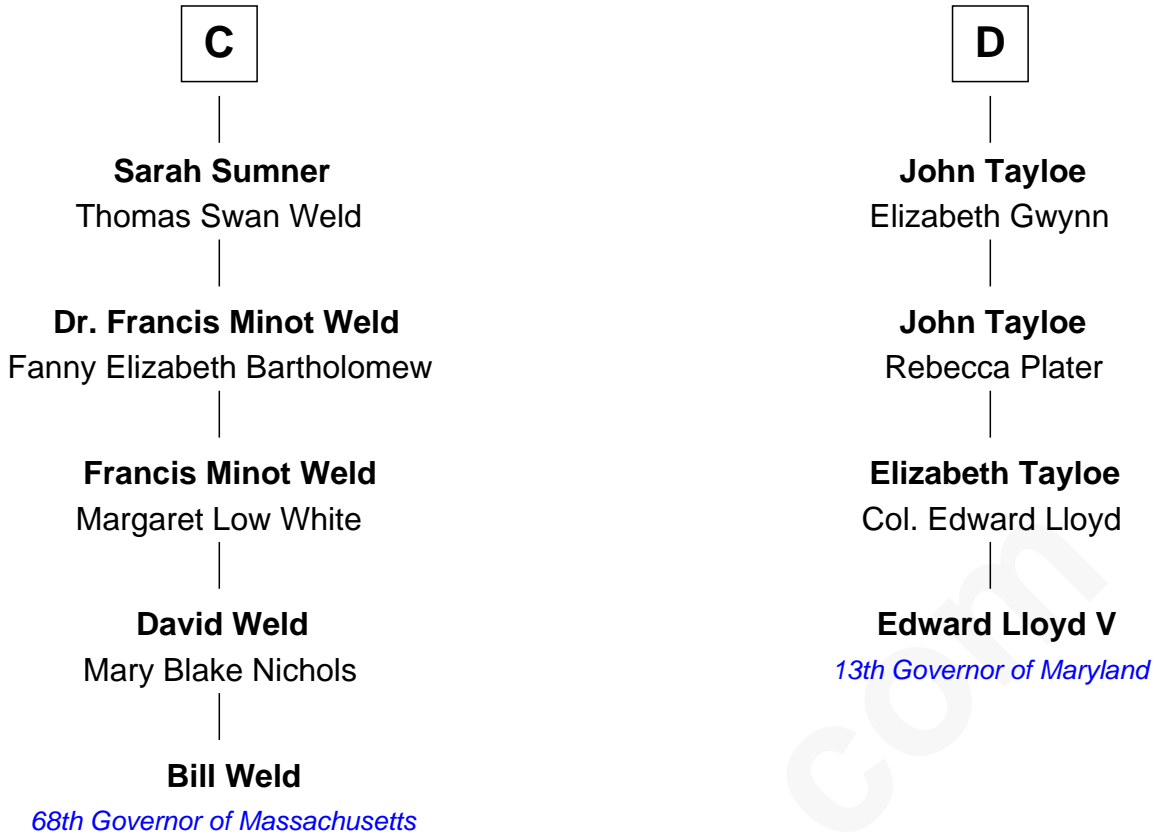 C
Sarah Sumner
Thomas Swan Weld
Dr. Francis Minot Weld
Fanny Elizabeth Bartholomew
Francis Minot Weld
Margaret Low White
David Weld
Mary Blake Nichols
Bill Weld
68th Governor of Massachusetts
D
John Tayloe
Elizabeth Gwynn
John Tayloe
Rebecca Plater
Elizabeth Tayloe
Col. Edward Lloyd
Edward Lloyd V
13th Governor of Maryland
com